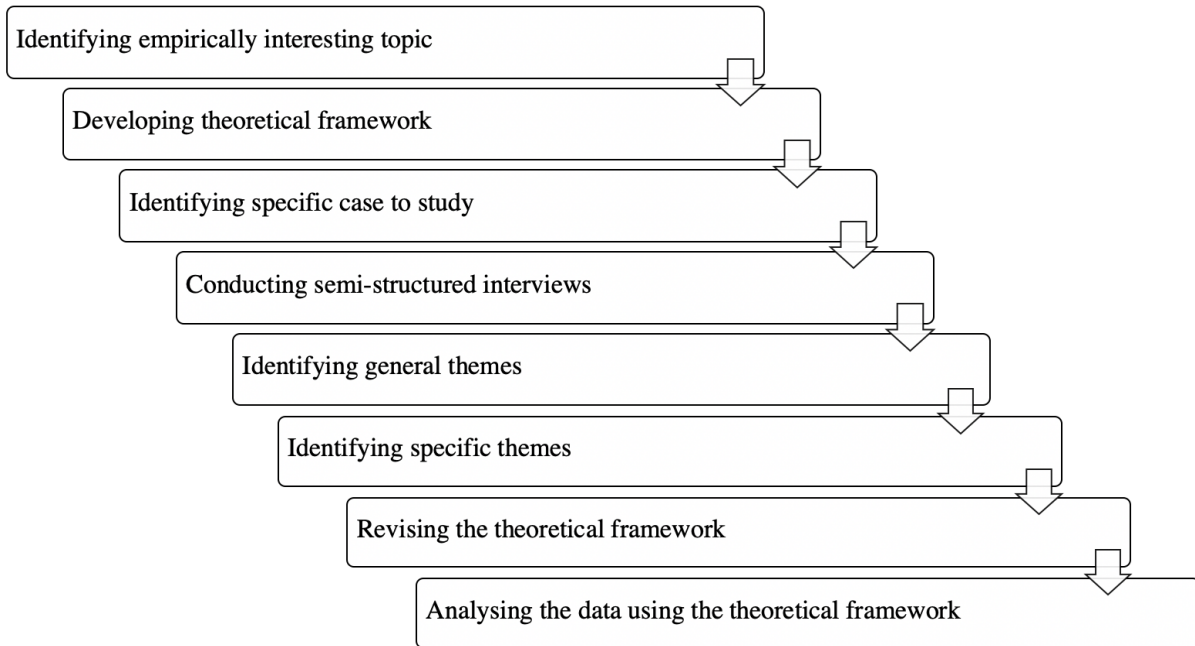 Identifying empirically interesting topic
Developing theoretical framework
Identifying specific case to study
Conducting semi-structured interviews
Identifying general themes
Identifying specific themes
Revising the theoretical framework
Analysing the data using the theoretical framework